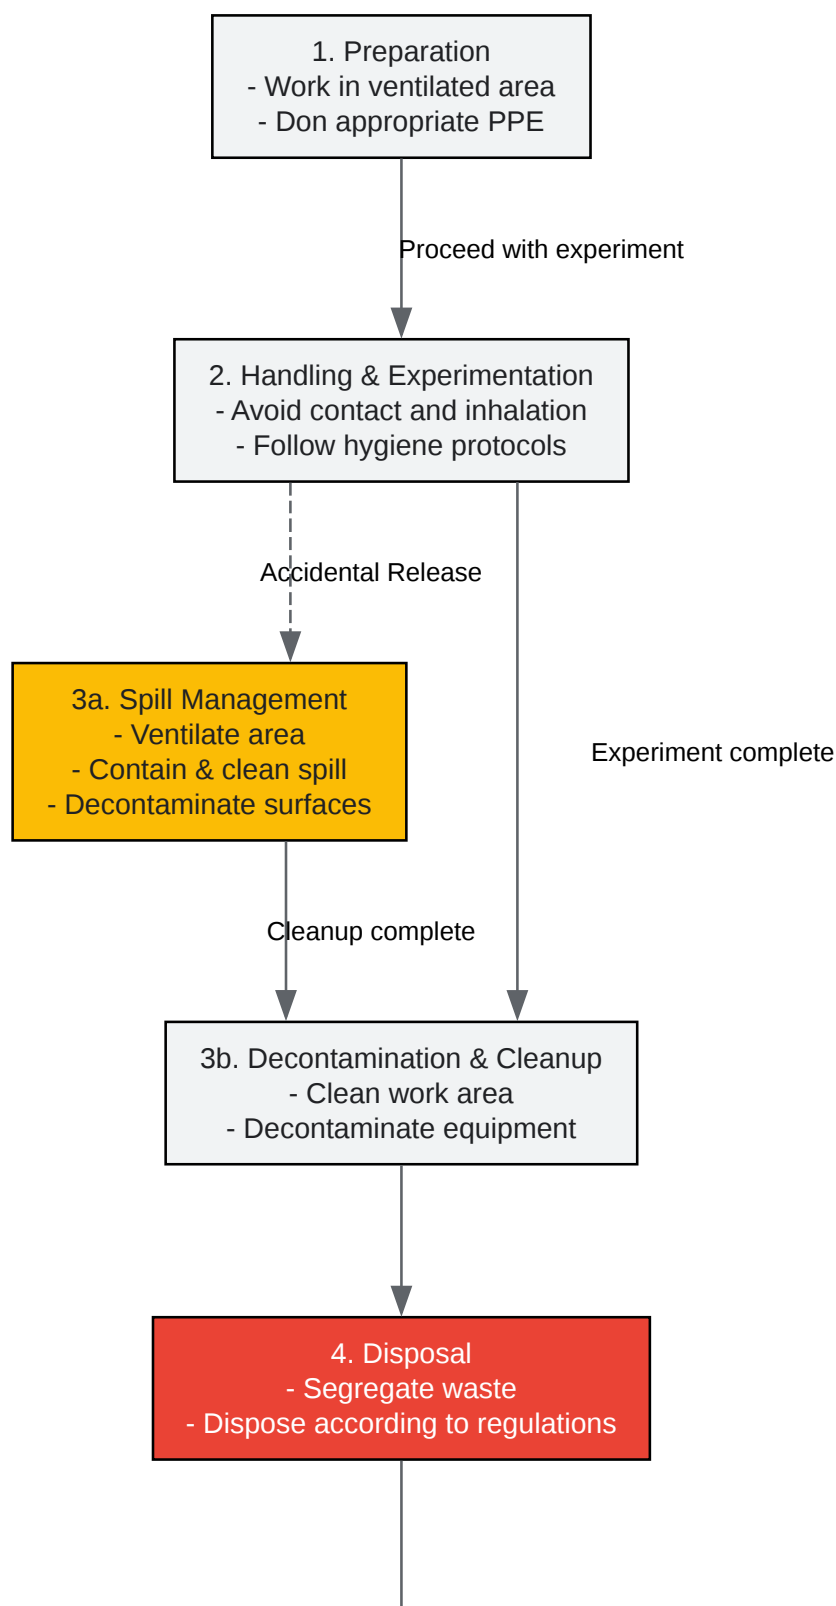 1. Preparation
- Work in ventilated area
- Don appropriate PPE
Proceed with experiment
2. Handling & Experimentation
- Avoid contact and inhalation
- Follow hygiene protocols
Accidental Release
3a. Spill Management
- Ventilate area
- Contain & clean spill
- Decontaminate surfaces
Experiment complete
Cleanup complete
3b. Decontamination & Cleanup
- Clean work area
- Decontaminate equipment
4. Disposal
- Segregate waste
- Dispose according to regulations